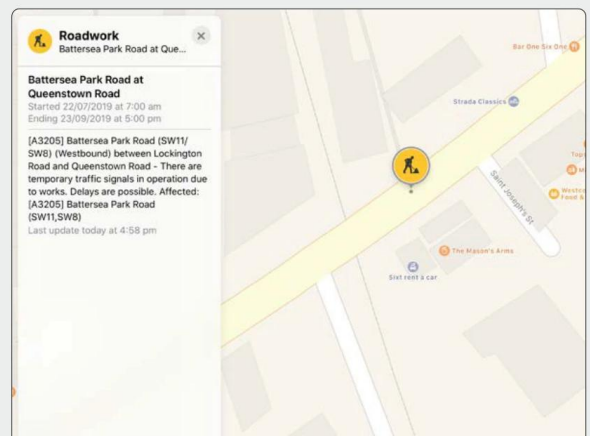 Roadwork
Battersea Park Road at Que...
Battersea Park Road at
Queenstown Road
Started 22/07/2019 at 7:00 am
Ending 23/09/2019 at 5:00 pm
[A3205] Battersea Park Road (SW11/
SW8) (Westbound) between Lockington
Road and Queenstown Road - There are
temporary traffic signals in operation due
to works. Delays are possible. Affected:
[A3205] Battersea Park Road
(SW11,SW8)
Last update today at 4:58 pm
Bar One Six One
Strada Classics
Saint Joseph's St
The Mason's Arms
Sixt rent a car